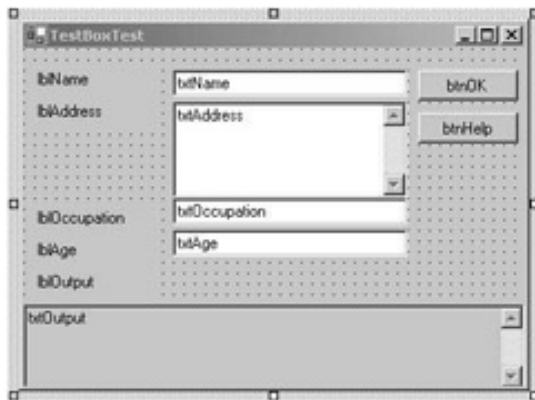 TestBoxTest
lblName
txtName
btnOK
lblAddress
txtAddress
btnHelp
lblOccupation
txtOccupation
lblAge
txtAge
lblOutput
txtOutput